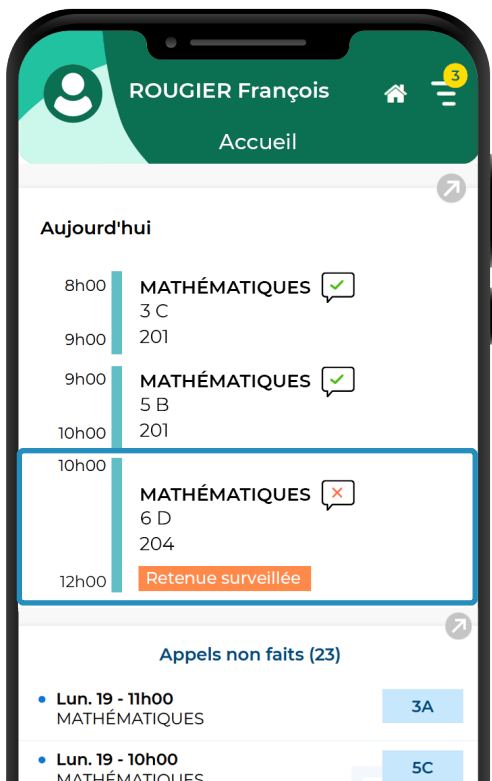 3
ROUGIER François
Accueil
Aujourd'hui
8h00
MATHÉMATIQUES
3 C
9h00
201
9h00
MATHÉMATIQUES
5 B
10h00
201
10h00
MATHÉMATIQUES
6 D
204
12h00
Retenue surveillée
Appels non faits (23)
Lun. 19 - 11h00
MATHÉMATIQUES
3A
Lun. 19 - 10h00
MATHÉMATIQUES
5C